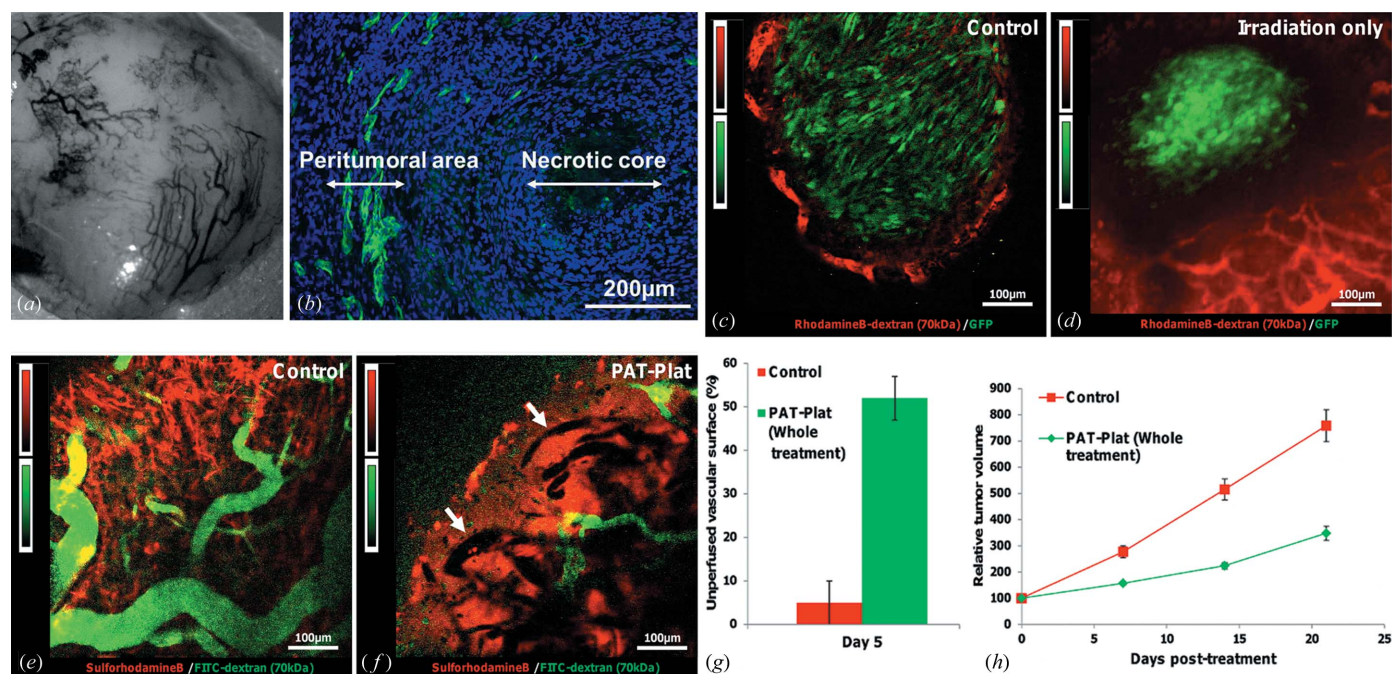 (a)
(b)
Peritumoral area
Necrotic core
200μm
(c)
Control
100μm
RhodamineB-dextran (70kDa) /GFP
(d)
Irradiation only
100μm
RhodamineB-dextran (70kDa) /GFP
(e)
Control
100μm
SulforhodamineB /FITC-dextran (70kDa)
(f)
PAT-Plat
100μm
SulforhodamineB /FITC-dextran (70kDa)
(g)
Unperfused vascular surface (%)
60
50
40
30
20
10
0
Control
PAT-Plat
(Whole
treatment)
Day 5
(h)
Relative tumor volume
900
800
700
600
500
400
300
200
100
0
Control
PAT-Plat (Whole
treatment)
0
5
10
15
20
25
Days post-treatment